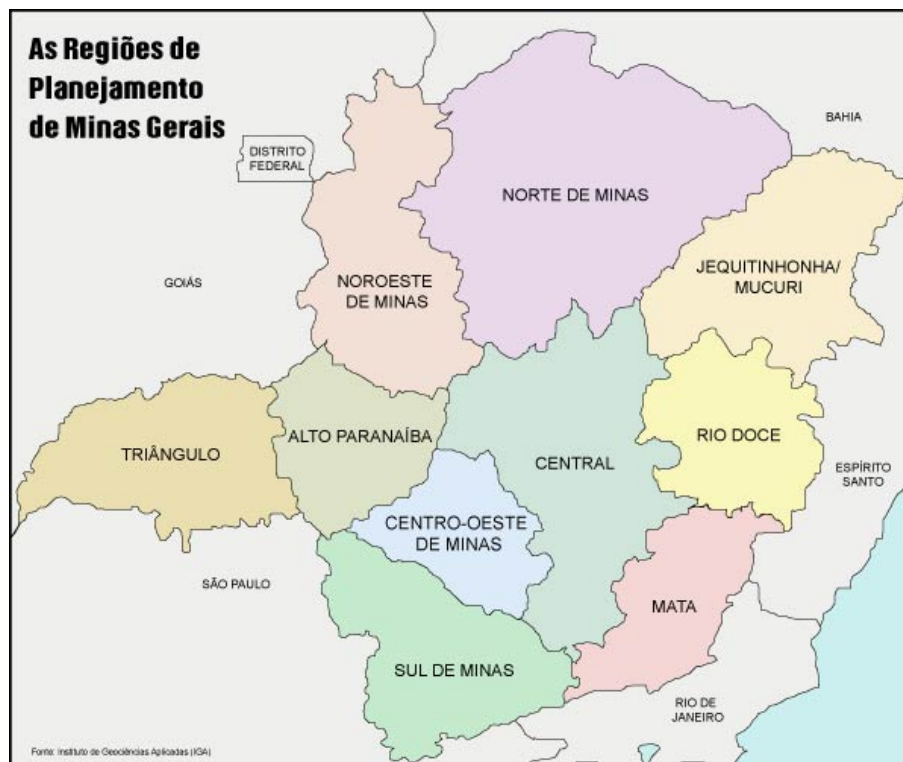 As Regiões de
Planejamento
de Minas Gerais
BAHIA
DISTRITO
FEDERAL
NORTE DE MINAS
JEQUITINHONHA/
MUCURI
GOIÁS
NOROESTE
DE MINAS
TRIÂNGULO
ALTO PARANAÍBA
CENTRAL
RIO DOCE
ESPÍRITO
SANTO
CENTRO-OESTE
DE MINAS
SÃO PAULO
MATA
SUL DE MINAS
RIO DE
JANEIRO
Fonte: Instituto de Geociências Aplicadas (IGA)